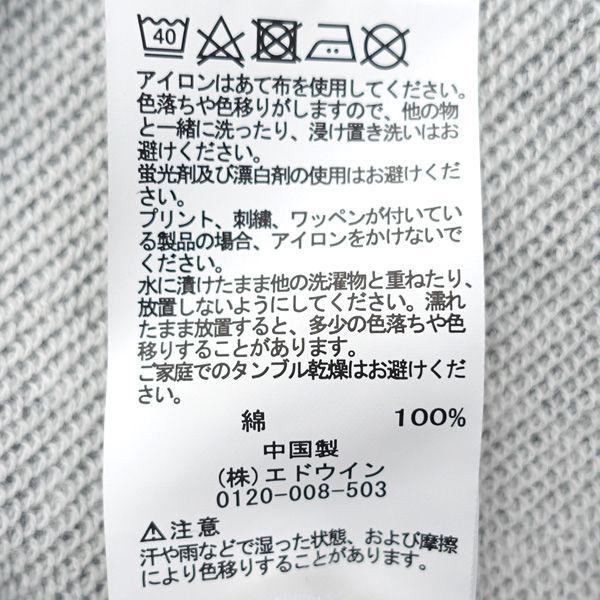 40
アイロンはあて布を使用してください。
色落ちや色移りがしますので、他の物
と一緒に洗ったり、浸け置き洗いはお
避けください。
蛍光剤及び漂白剤の使用はお避けくだ
さい。
プリント、刺繍、ワッペンが付いてい
る製品の場合、アイロンをかけないで
ください。
水に漬けたまま他の洗濯物と重ねたり、
放置しないようにしてください。濡れ
たまま放置すると、多少の色落ちや色
移りすることがあります。
ご家庭でのタンブル乾燥はお避けくだ
さい。
綿 100%
中国製
(株)エドウイン
0120-008-503
⚠注意
汗や雨などで湿った状態、および摩擦
により色移りすることがあります。